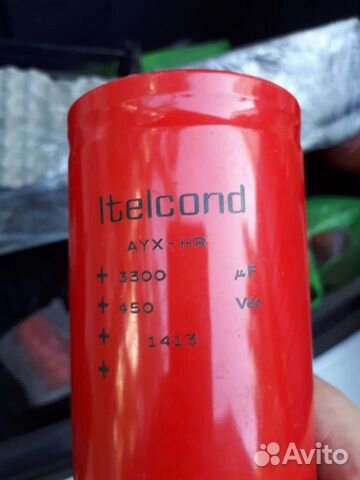 Itelcond
AYX-HR
+ 3300 µF
+ 450 Vdc
+ 1413
+
Avito